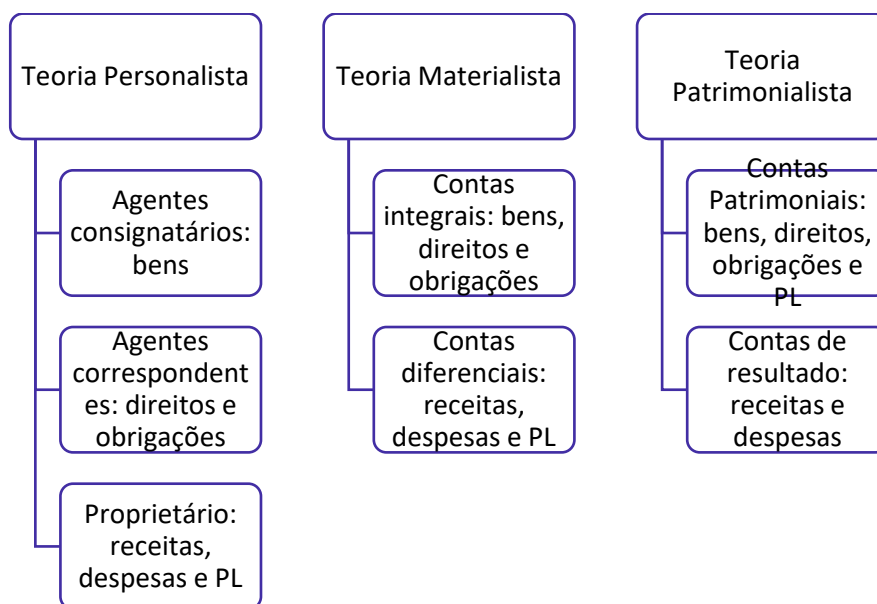 Teoria Personalista
Agentes
consignatários:
bens
Agentes
correspondent
es: direitos e
obrigações
Proprietário:
receitas,
despesas e PL
Teoria Materialista
Contas
integrais: bens,
direitos e
obrigações
Contas
diferenciais:
receitas,
despesas e PL
Teoria
Patrimonialista
Contas
Patrimoniais:
bens, direitos,
obrigações e
PL
Contas de
resultado:
receitas e
despesas